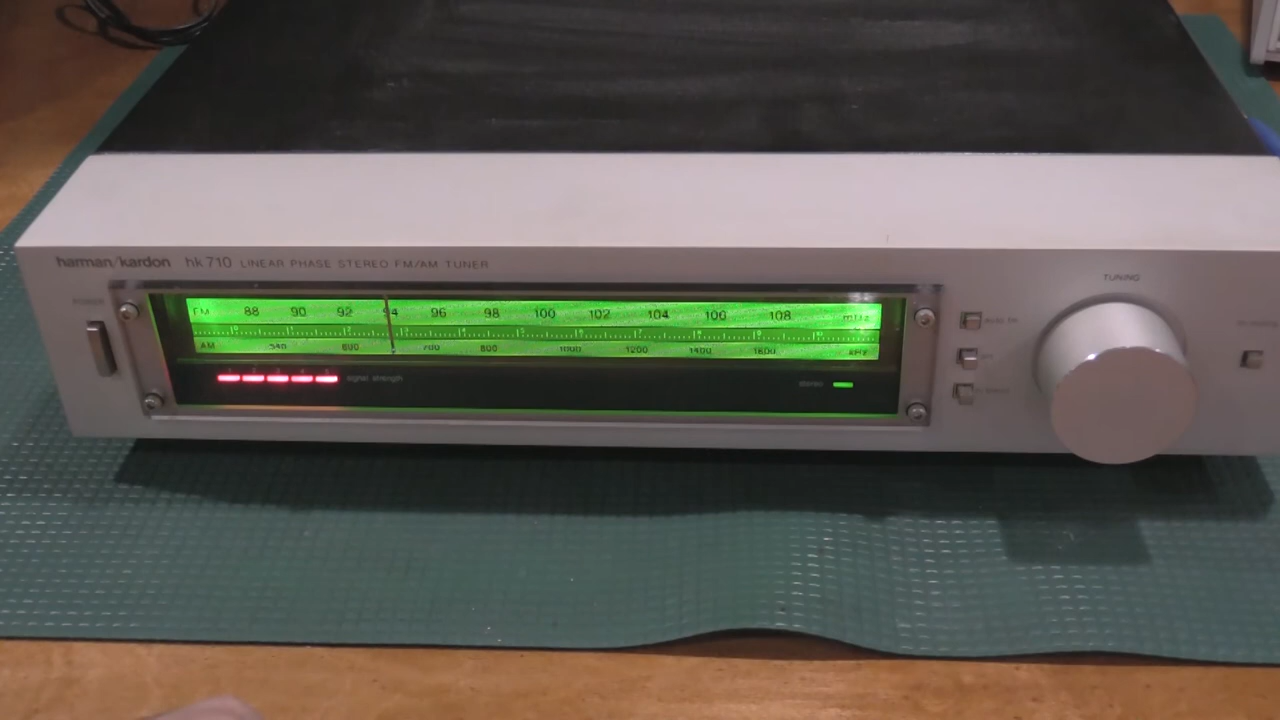 harman/kardon hk 710 LINEAR PHASE STEREO FM/AM TUNER
TUNING
POWER
FM 88 90 92 94 96 98 100 102 104 106 108 mHz
AM 540 600 700 800 1000 1200 1400 1600 kHz
signal strength
stereo